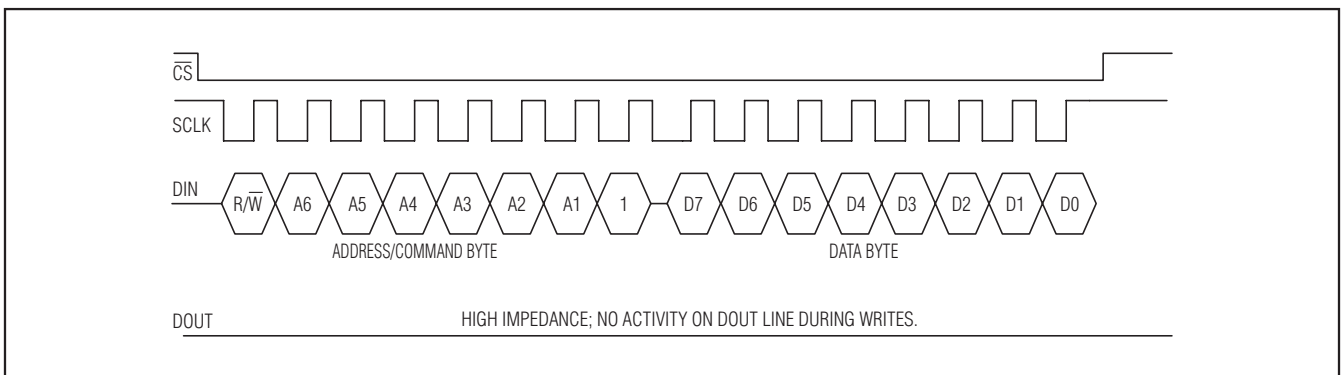 C̅S̅
SCLK
DIN
R/W̅ A6 A5 A4 A3 A2 A1 1 D7 D6 D5 D4 D3 D2 D1 D0
ADDRESS/COMMAND BYTE DATA BYTE
DOUT HIGH IMPEDANCE; NO ACTIVITY ON DOUT LINE DURING WRITES.